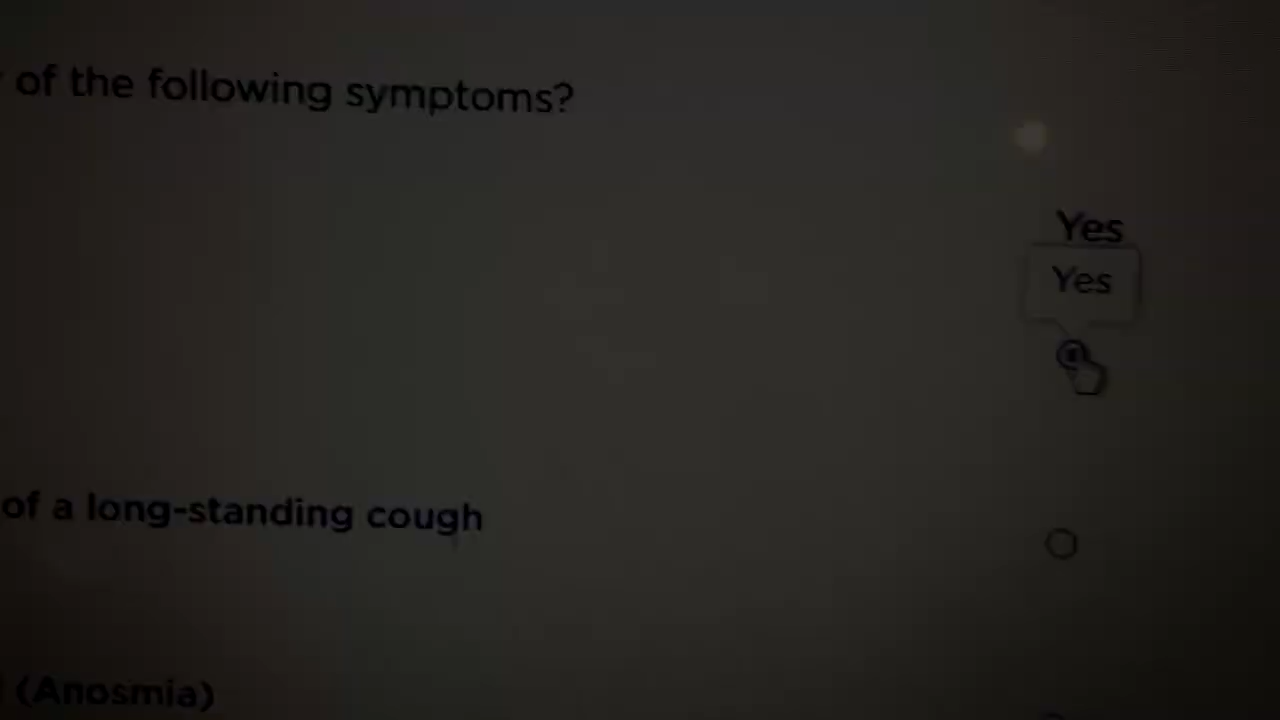 of the following symptoms?
Yes
Yes
of a long-standing cough
(Anosmia)